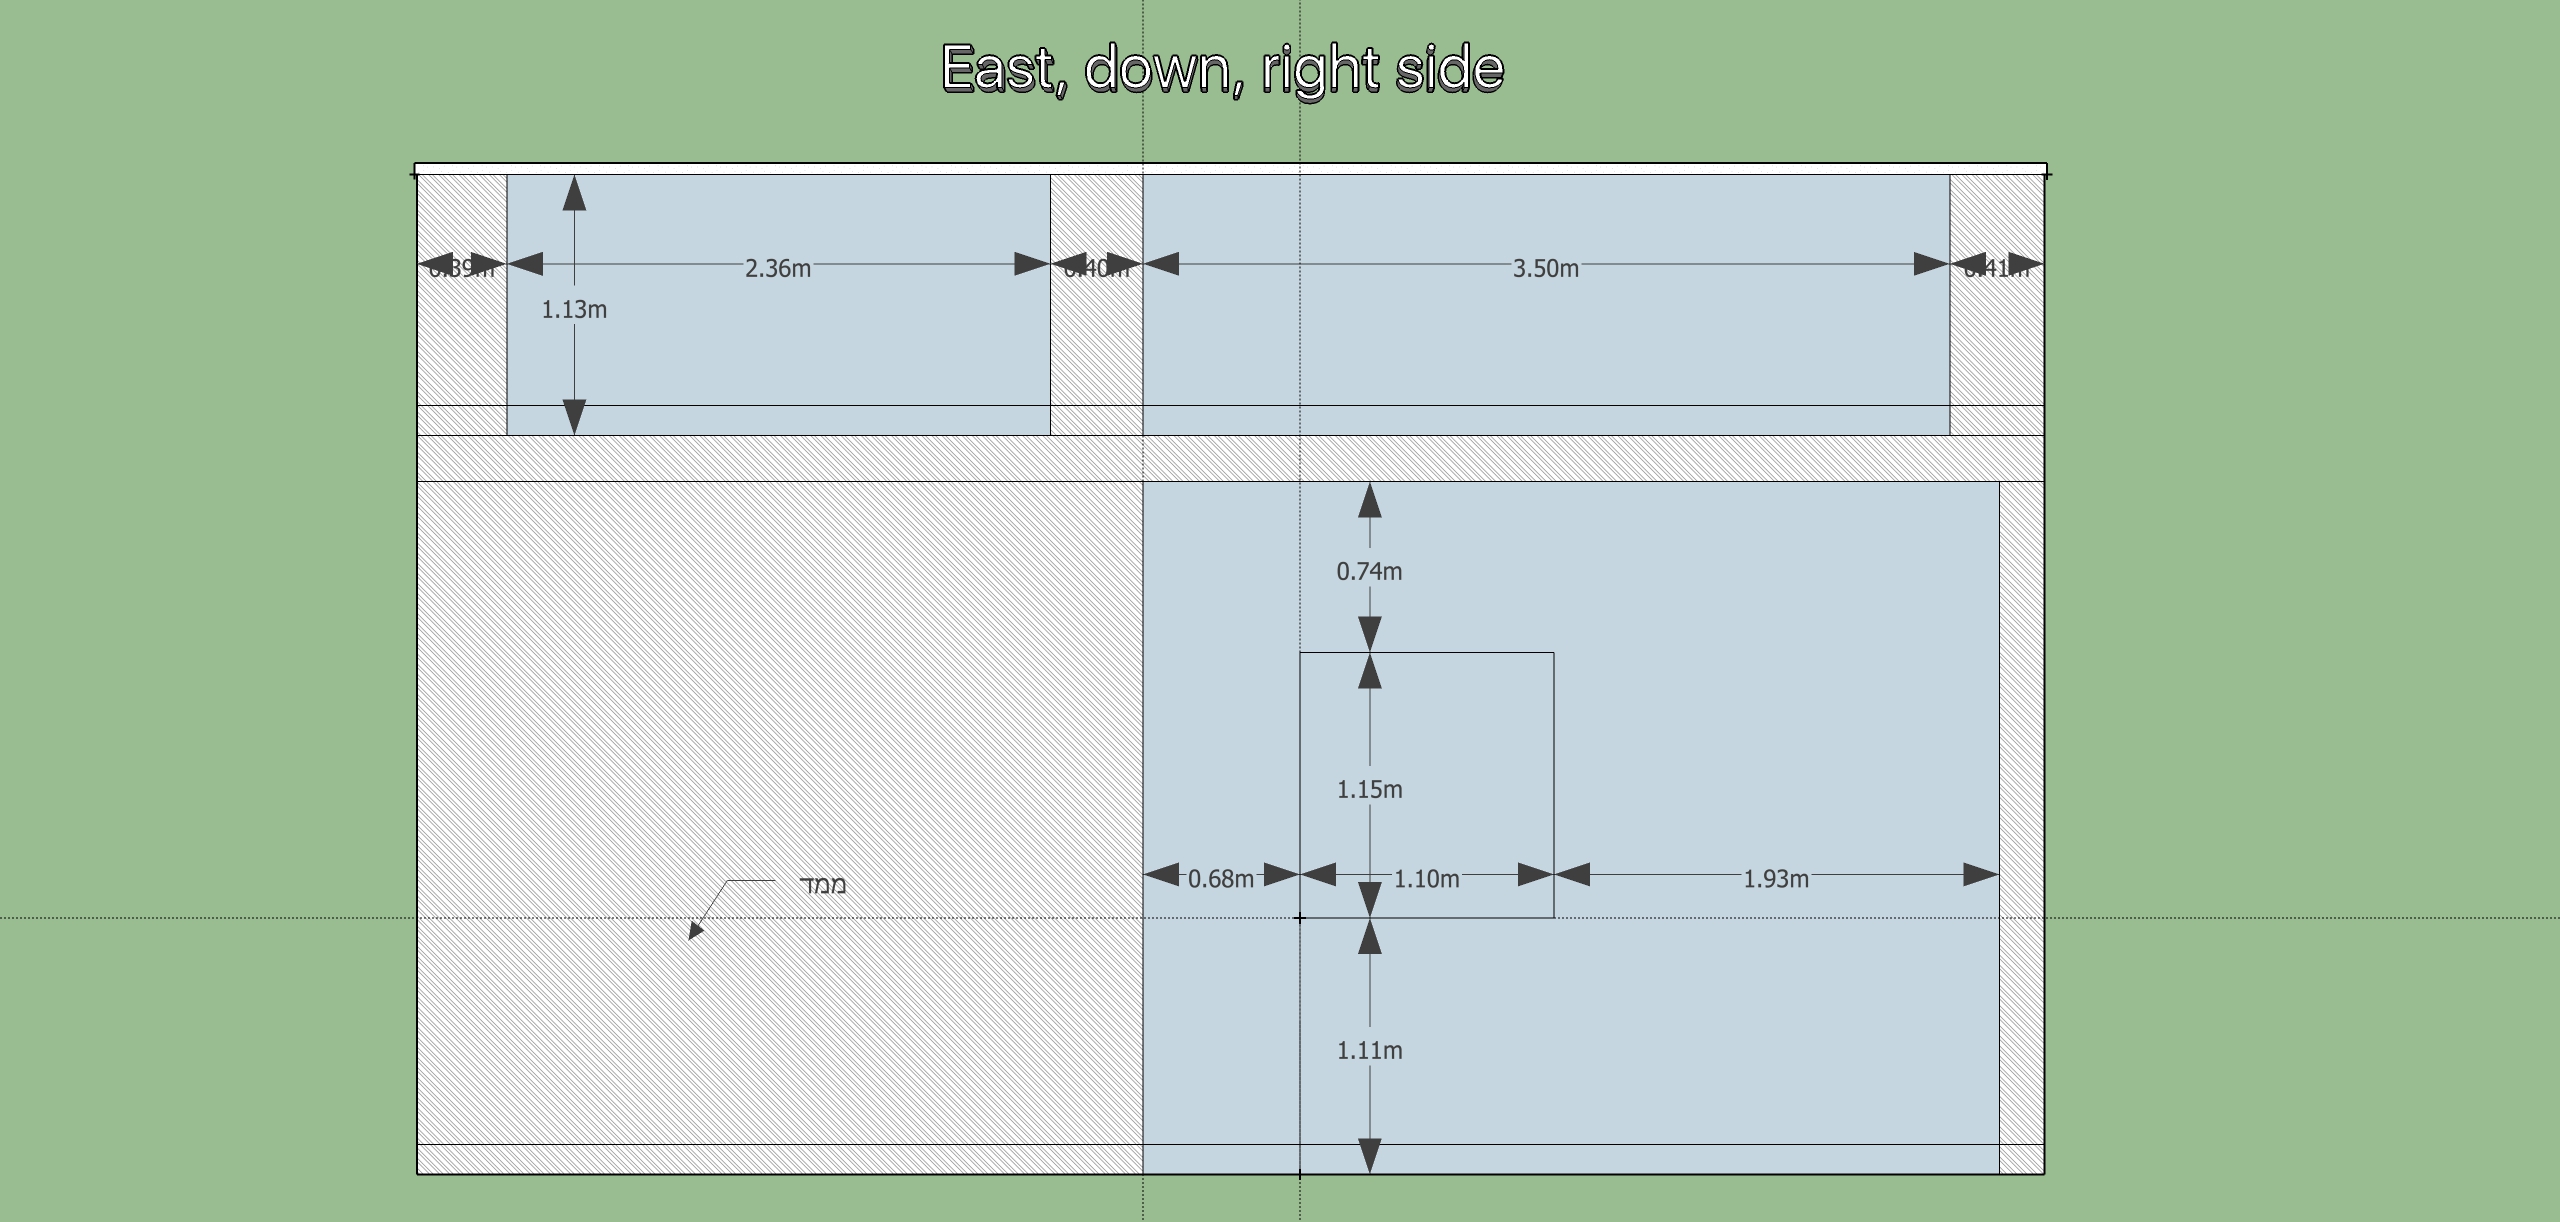 East, down, right side
0.39m
2.36m
0.40m
3.50m
0.41m
1.13m
0.74m
1.15m
0.68m
1.10m
1.93m
ממד
1.11m